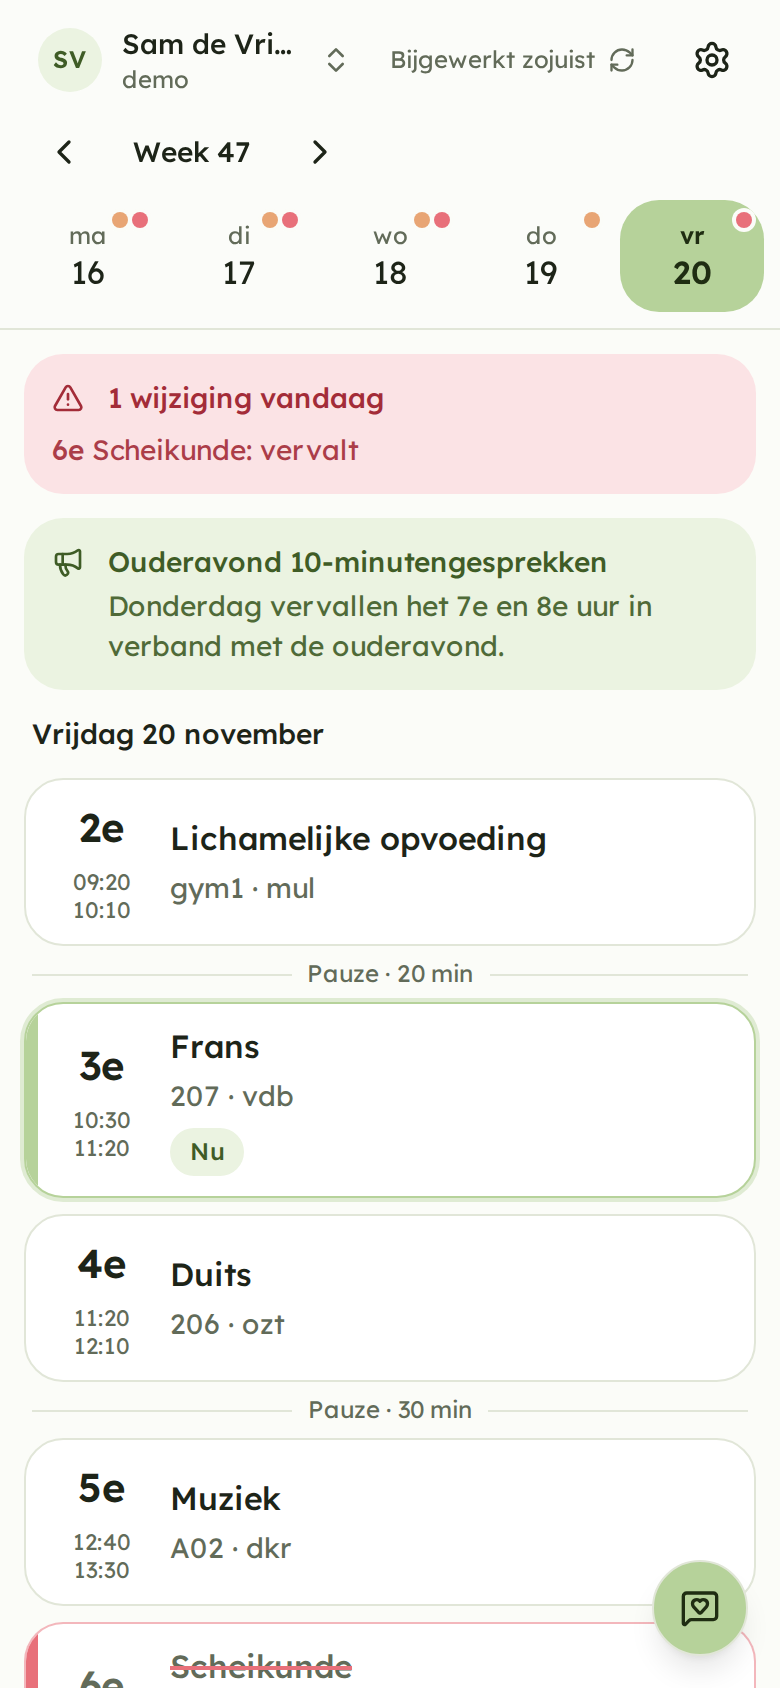 SV
Sam de Vri...
demo
Bijgewerkt zojuist
Week 47
ma
16
di
17
wo
18
do
19
vr
20
1 wijziging vandaag
6e Scheikunde: vervalt
Ouderavond 10-minutengesprekken
Donderdag vervallen het 7e en 8e uur in
verband met de ouderavond.
Vrijdag 20 november
2e
09:20
10:10
Lichamelijke opvoeding
gym1 · mul
Pauze · 20 min
3e
10:30
11:20
Frans
207 · vdb
Nu
4e
11:20
12:10
Duits
206 · ozt
Pauze · 30 min
5e
12:40
13:30
Muziek
A02 · dkr
6e
Scheikunde